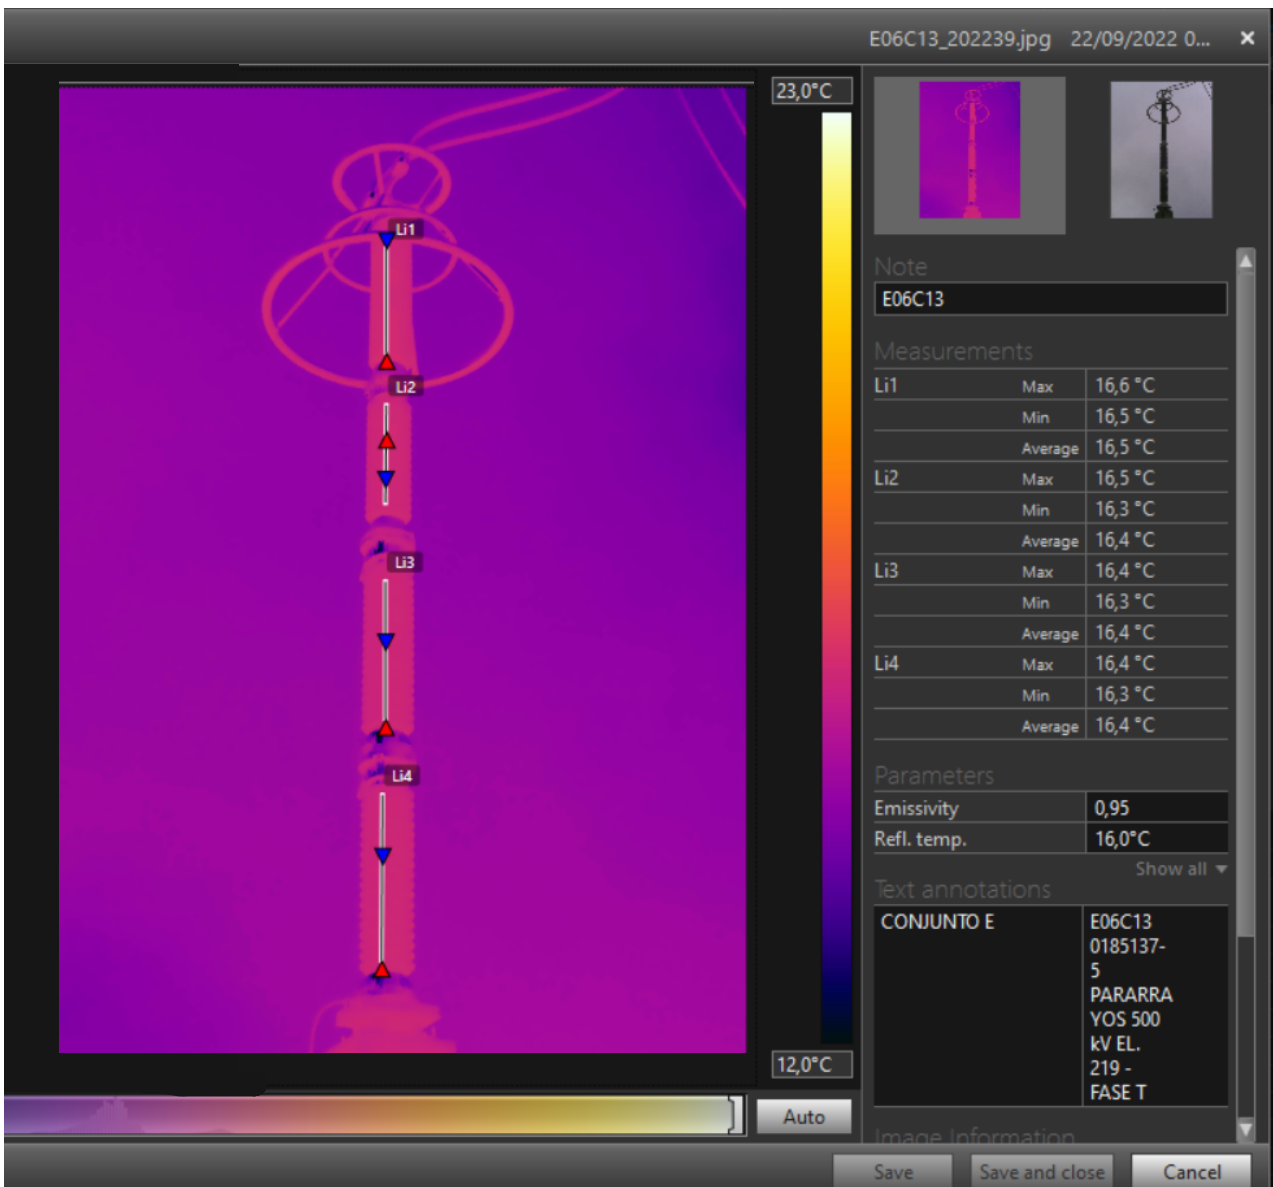 E06C13_202239.jpg 22/09/2022 0...
23,0°C
Li1
Li2
Li3
Li4
12,0°C
Auto
Note
E06C13
Measurements
Li1 Max 16,6 °C
Min 16,5 °C
Average 16,5 °C
Li2 Max 16,5 °C
Min 16,3 °C
Average 16,4 °C
Li3 Max 16,4 °C
Min 16,3 °C
Average 16,4 °C
Li4 Max 16,4 °C
Min 16,3 °C
Average 16,4 °C
Parameters
Emissivity 0,95
Refl. temp. 16,0°C
Show all
Text annotations
CONJUNTO E E06C13
0185137-
5
PARARRA
YOS 500
kV EL.
219 -
FASE T
Image Information
Save Save and close Cancel